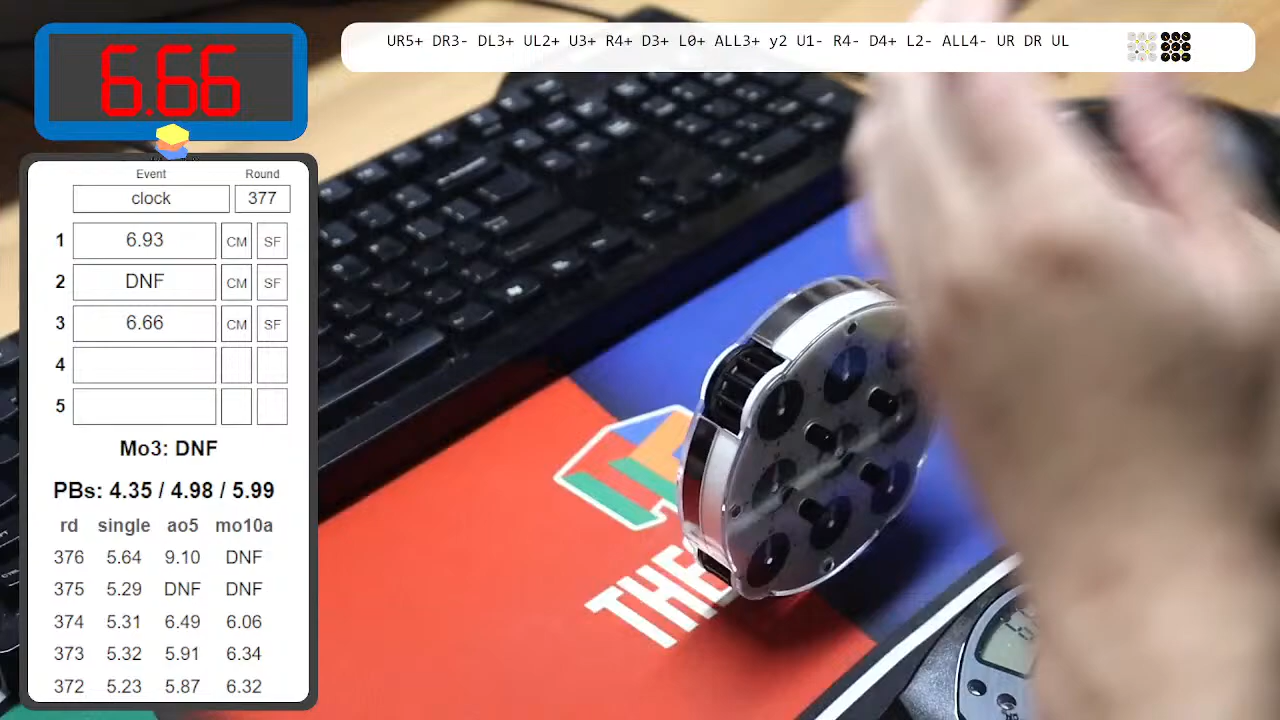 6.66
UR5+ DR3- DL3+ UL2+ U3+ R4+ D3+ L0+ ALL3+ y2 U1- R4- D4+ L2- ALL4- UR DR UL
Event Round
clock 377
1 6.93 CM SF
2 DNF CM SF
3 6.66 CM SF
4
5
Mo3: DNF
PBs: 4.35 / 4.98 / 5.99
rd single ao5 mo10a
376 5.64 9.10 DNF
375 5.29 DNF DNF
374 5.31 6.49 6.06
373 5.32 5.91 6.34
372 5.23 5.87 6.32
THE